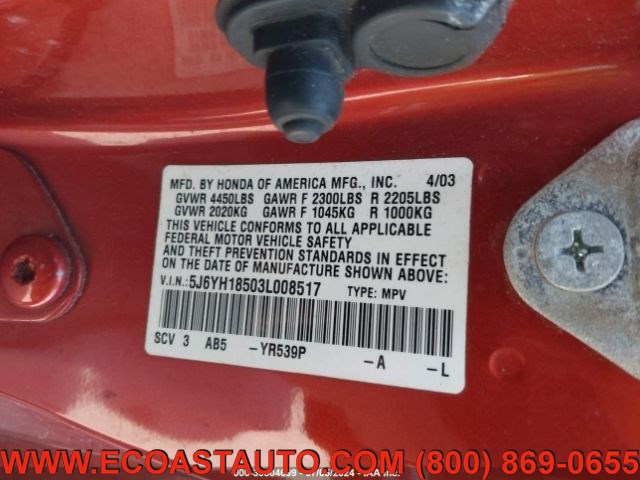 MFD. BY HONDA OF AMERICA MFG., INC. 4/03
GVWR 4450LBS GAWR F 2300LBS R 2205LBS
GVWR 2020KG GAWR F 1045KG R 1000KG
THIS VEHICLE CONFORMS TO ALL APPLICABLE
FEDERAL MOTOR VEHICLE SAFETY
AND THEFT PREVENTION STANDARDS IN EFFECT
ON THE DATE OF MANUFACTURE SHOWN ABOVE:
V.I.N.: 5J6YH18503L008517 TYPE: MPV
SCV 3 AB5 -YR539P -A -L
WWW.ECOASTAUTO.COM (800) 869-0655